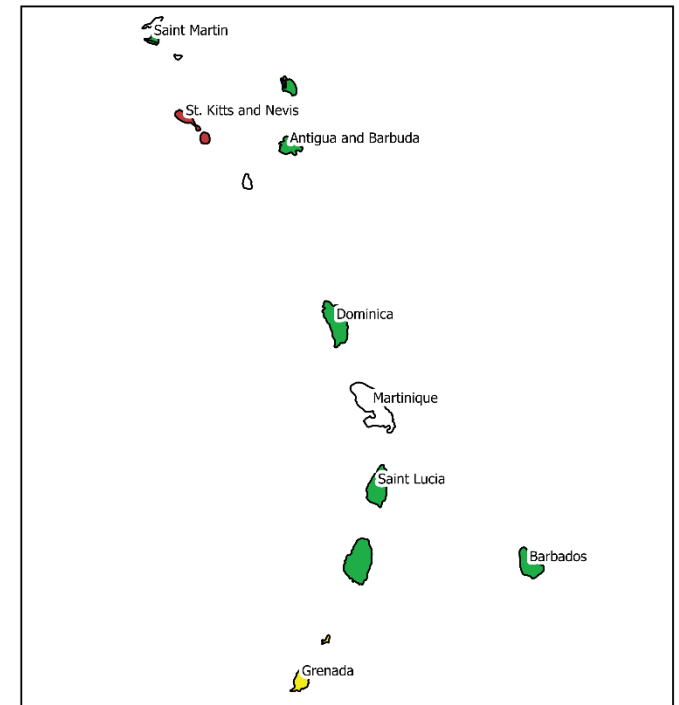 Saint Martin
St. Kitts and Nevis
Antigua and Barbuda
Dominica
Martinique
Saint Lucia
Barbados
Grenada